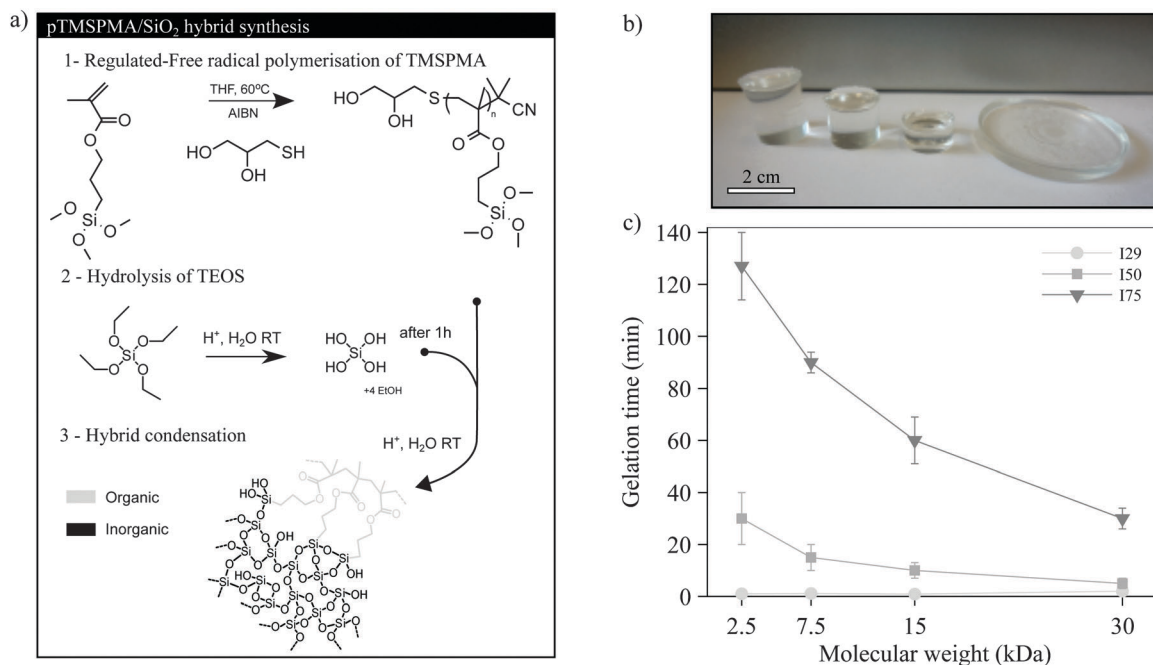 a)
pTMSPMA/SiO₂ hybrid synthesis
1- Regulated-Free radical polymerisation of TMSPMA
THF, 60ºC
AIBN
HO
OH
SH
O
O
Si
O
O
O
HO
OH
S
n
CN
O
O
Si
O
O
O
2 - Hydrolysis of TEOS
O
O
Si
O
O
H⁺, H₂O RT
HO OH
Si
HO OH
+4 EtOH
after 1h
3 - Hybrid condensation
H⁺, H₂O RT
Organic
Inorganic
b)
2 cm
c)
Gelation time (min)
140
120
100
80
60
40
20
0
I29
I50
I75
2.5
7.5
15
30
Molecular weight (kDa)